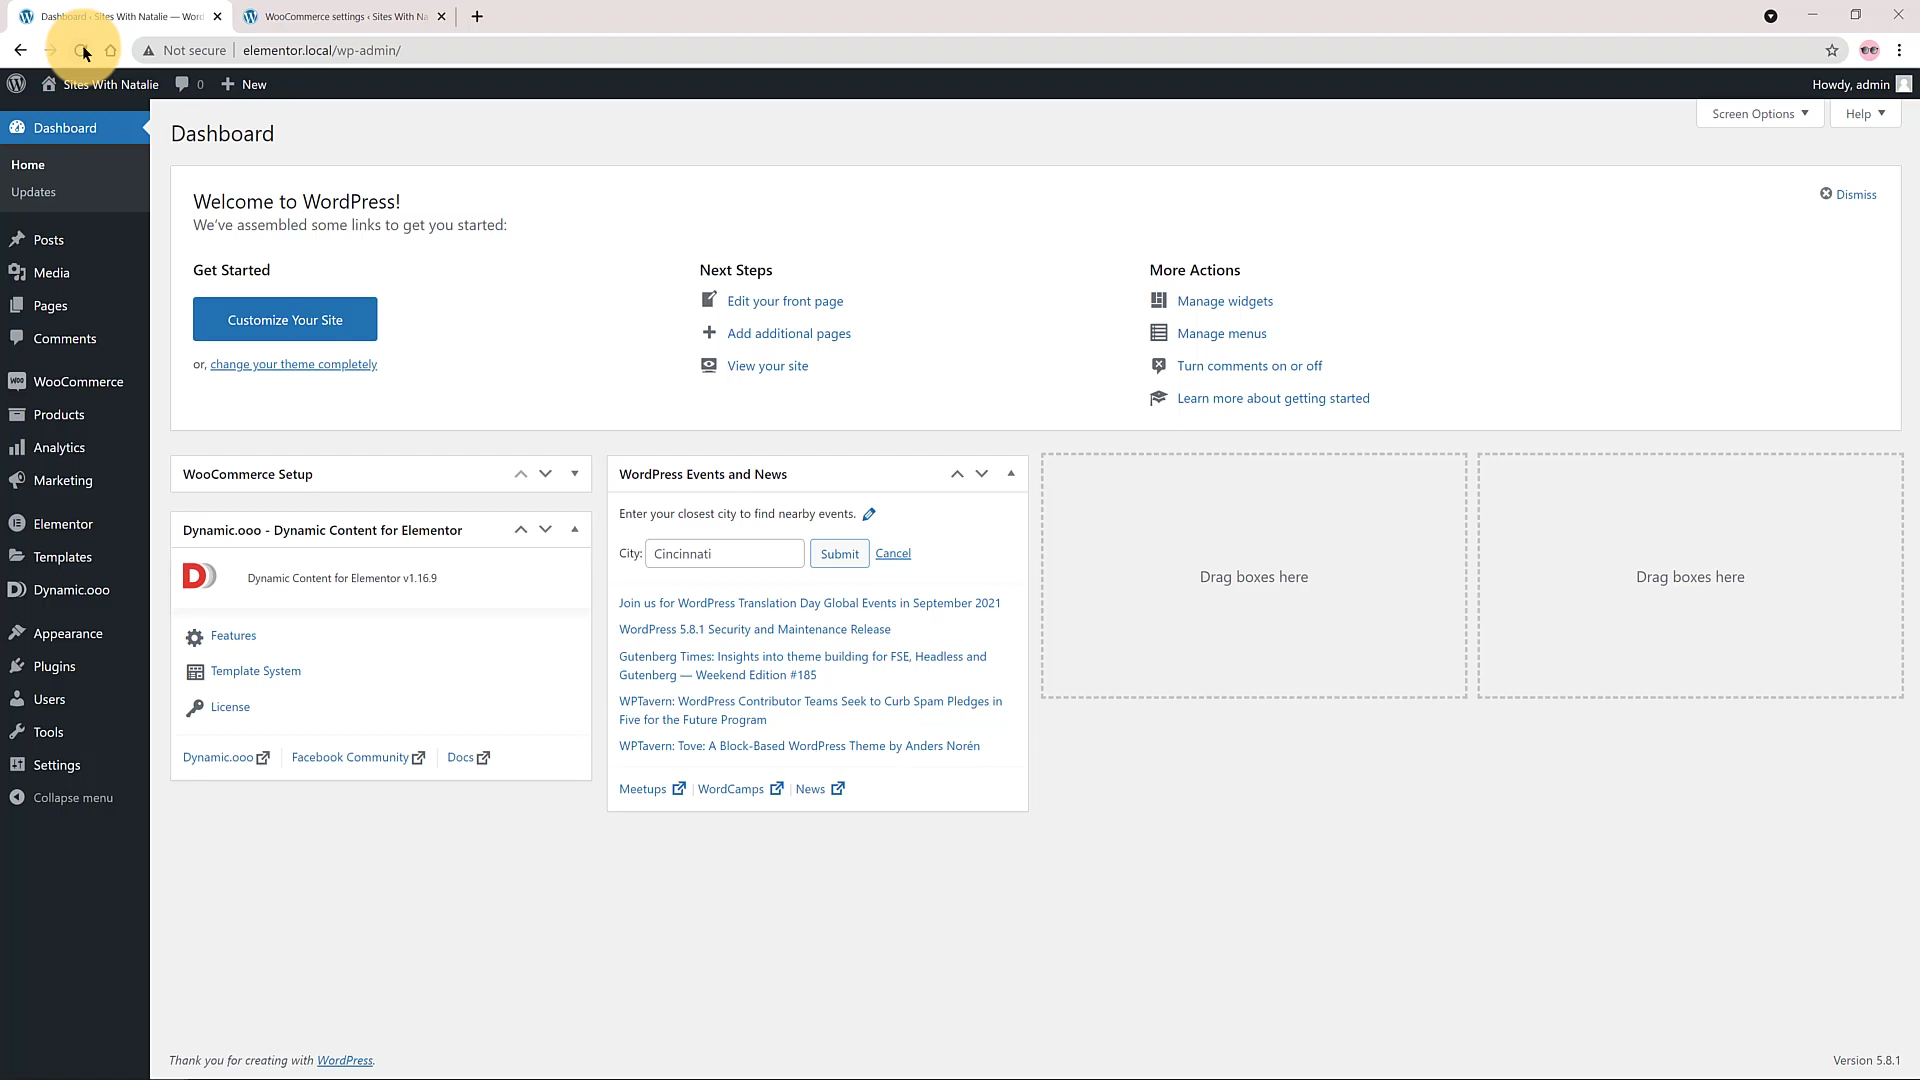 Dashboard ‹ Sites With Natalie — Word
WooCommerce settings ‹ Sites With Na
Not secure
elementor.local/wp-admin/
Sites With Natalie
0
New
Howdy, admin
Dashboard
Home
Updates
Posts
Media
Pages
Comments
WooCommerce
Products
Analytics
Marketing
Elementor
Templates
Dynamic.ooo
Appearance
Plugins
Users
Tools
Settings
Collapse menu
Dashboard
Screen Options
Help
Welcome to WordPress!
We've assembled some links to get you started:
Dismiss
Get Started
Customize Your Site
or, change your theme completely
Next Steps
Edit your front page
Add additional pages
View your site
More Actions
Manage widgets
Manage menus
Turn comments on or off
Learn more about getting started
WooCommerce Setup
Dynamic.ooo - Dynamic Content for Elementor
Dynamic Content for Elementor v1.16.9
Features
Template System
License
Dynamic.ooo
Facebook Community
Docs
WordPress Events and News
Enter your closest city to find nearby events.
City: Cincinnati Submit Cancel
Join us for WordPress Translation Day Global Events in September 2021
WordPress 5.8.1 Security and Maintenance Release
Gutenberg Times: Insights into theme building for FSE, Headless and
Gutenberg — Weekend Edition #185
WPTavern: WordPress Contributor Teams Seek to Curb Spam Pledges in
Five for the Future Program
WPTavern: Tove: A Block-Based WordPress Theme by Anders Norén
Meetups
WordCamps
News
Drag boxes here
Drag boxes here
Thank you for creating with WordPress.
Version 5.8.1